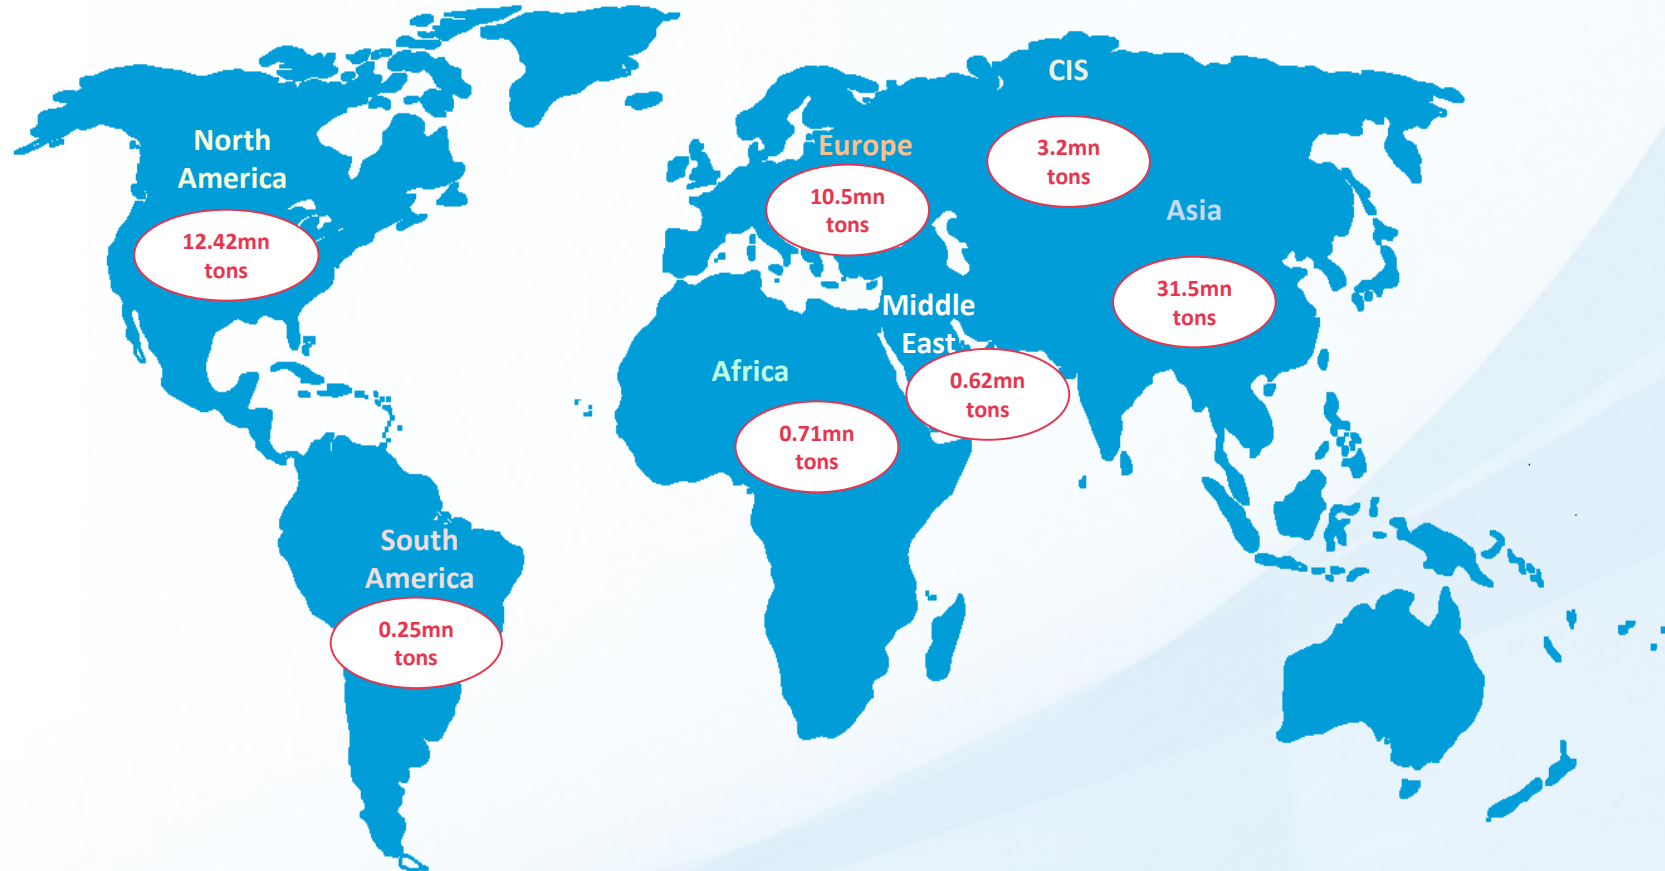 CIS
3.2mn
tons
North
America
12.42mn
tons
Europe
10.5mn
tons
Asia
31.5mn
tons
Middle
East
0.62mn
tons
Africa
0.71mn
tons
South
America
0.25mn
tons